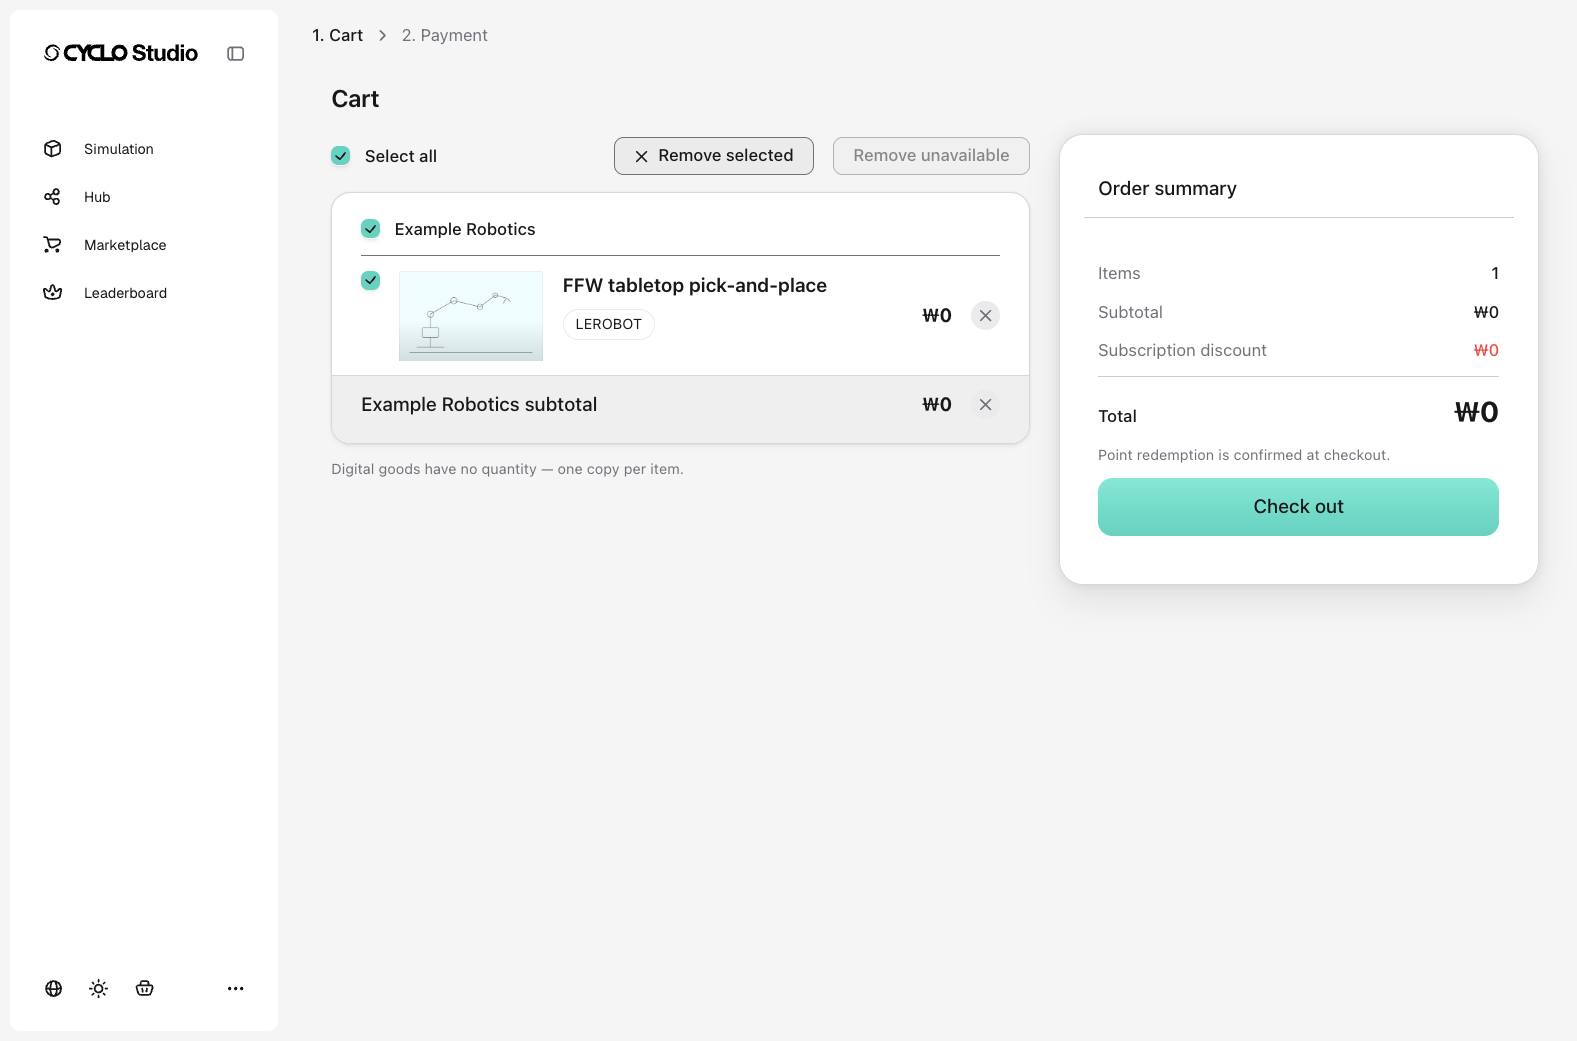 CYCLO Studio
Simulation
Hub
Marketplace
Leaderboard
1. Cart > 2. Payment
Cart
Select all
Remove selected
Remove unavailable
Example Robotics
FFW tabletop pick-and-place
LEROBOT
₩0
Example Robotics subtotal
₩0
Digital goods have no quantity — one copy per item.
Order summary
Items 1
Subtotal ₩0
Subscription discount ₩0
Total ₩0
Point redemption is confirmed at checkout.
Check out